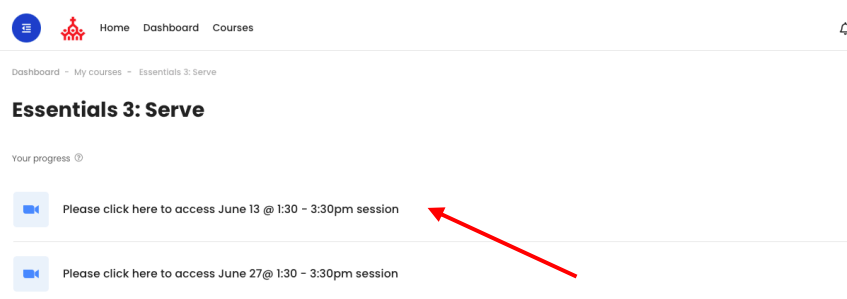 Home Dashboard Courses
Dashboard - My courses - Essentials 3: Serve
Essentials 3: Serve
Your progress ?
Please click here to access June 13 @ 1:30 - 3:30pm session
Please click here to access June 27@ 1:30 - 3:30pm session